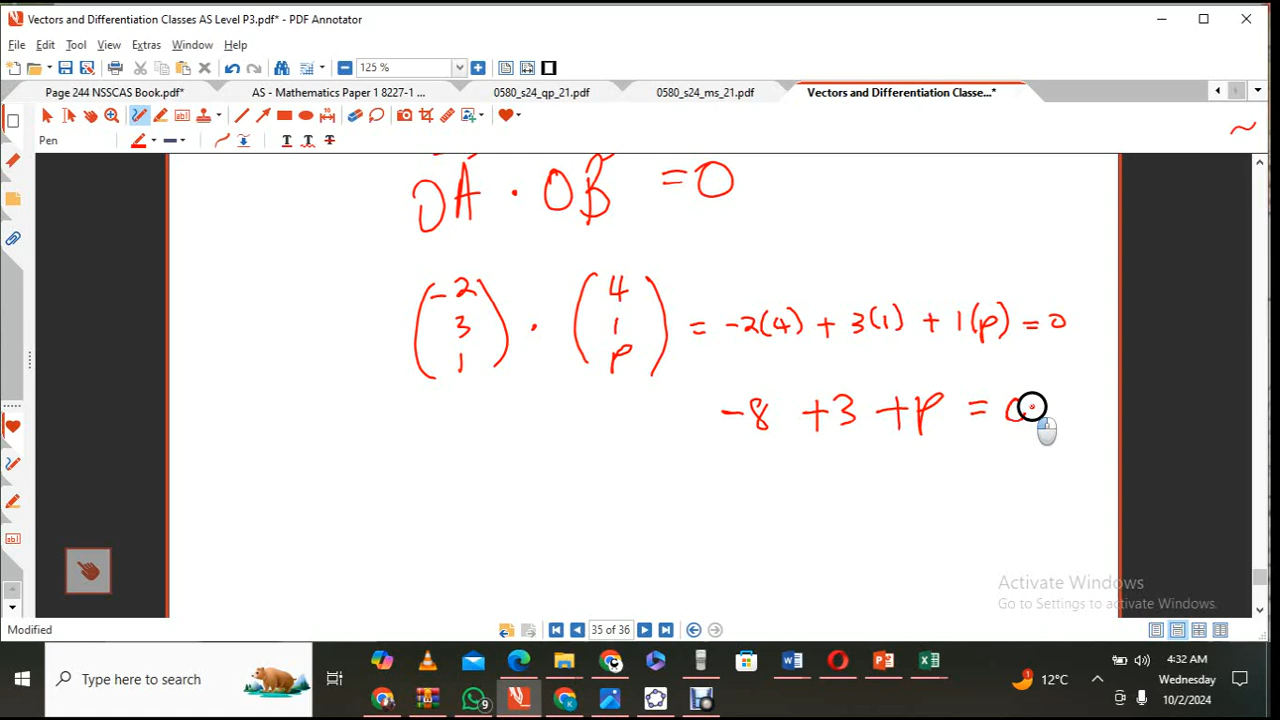 Vectors and Differentiation Classes AS Level P3.pdf* - PDF Annotator
File Edit Tool View Extras Window Help
125 %
Page 244 NSSCAS Book.pdf* AS - Mathematics Paper 1 8227-1 ... 0580_s24_qp_21.pdf 0580_s24_ms_21.pdf Vectors and Differentiation Classe...*
Pen
OA · OB = 0
(-2 3 1) · (4 1 p) = -2(4) + 3(1) + 1(p) = 0
-8 + 3 + p = 0
Activate Windows
Go to Settings to activate Windows.
Modified 35 of 36
Type here to search
9
12°C
4:32 AM
Wednesday
10/2/2024